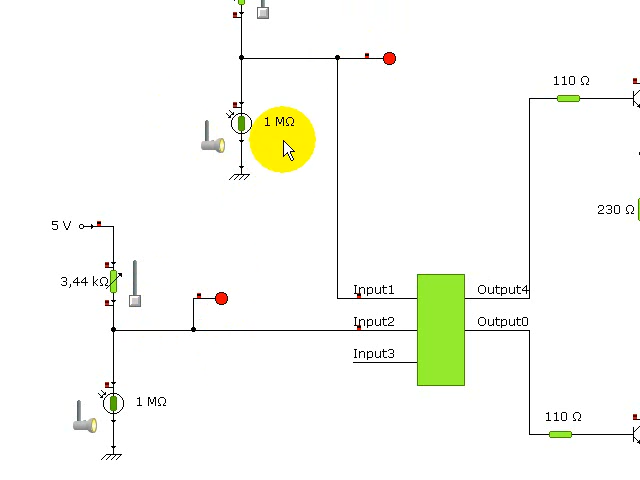 110 Ω
1 MΩ
230 Ω
5 V
3,44 kΩ
Input1
Output4
Input2
Output0
Input3
1 MΩ
110 Ω